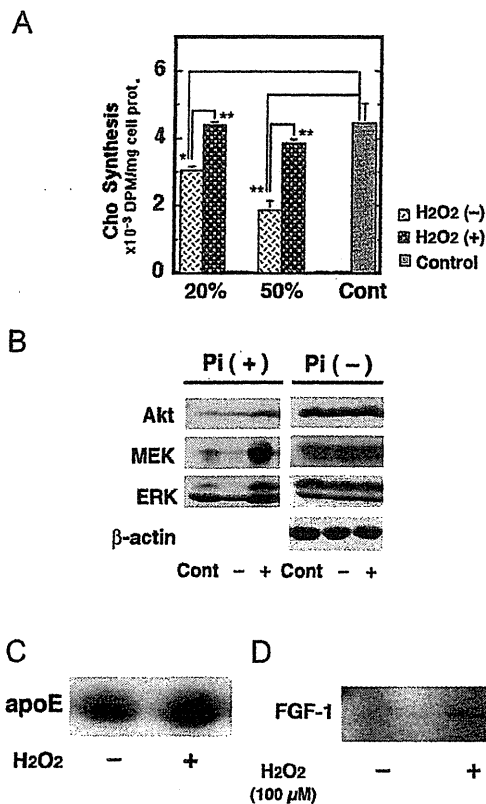 A
Cho Synthesis
x10⁻³ DPM/mg cell prot.
6
4
2
0
*
**
**
**
20%
50%
Cont
H2O2 (−)
H2O2 (+)
Control
B
Pi (+)
Pi (−)
Akt
MEK
ERK
β-actin
Cont − + Cont − +
C
apoE
H2O2 − +
D
FGF-1
H2O2 − +
(100 µM)